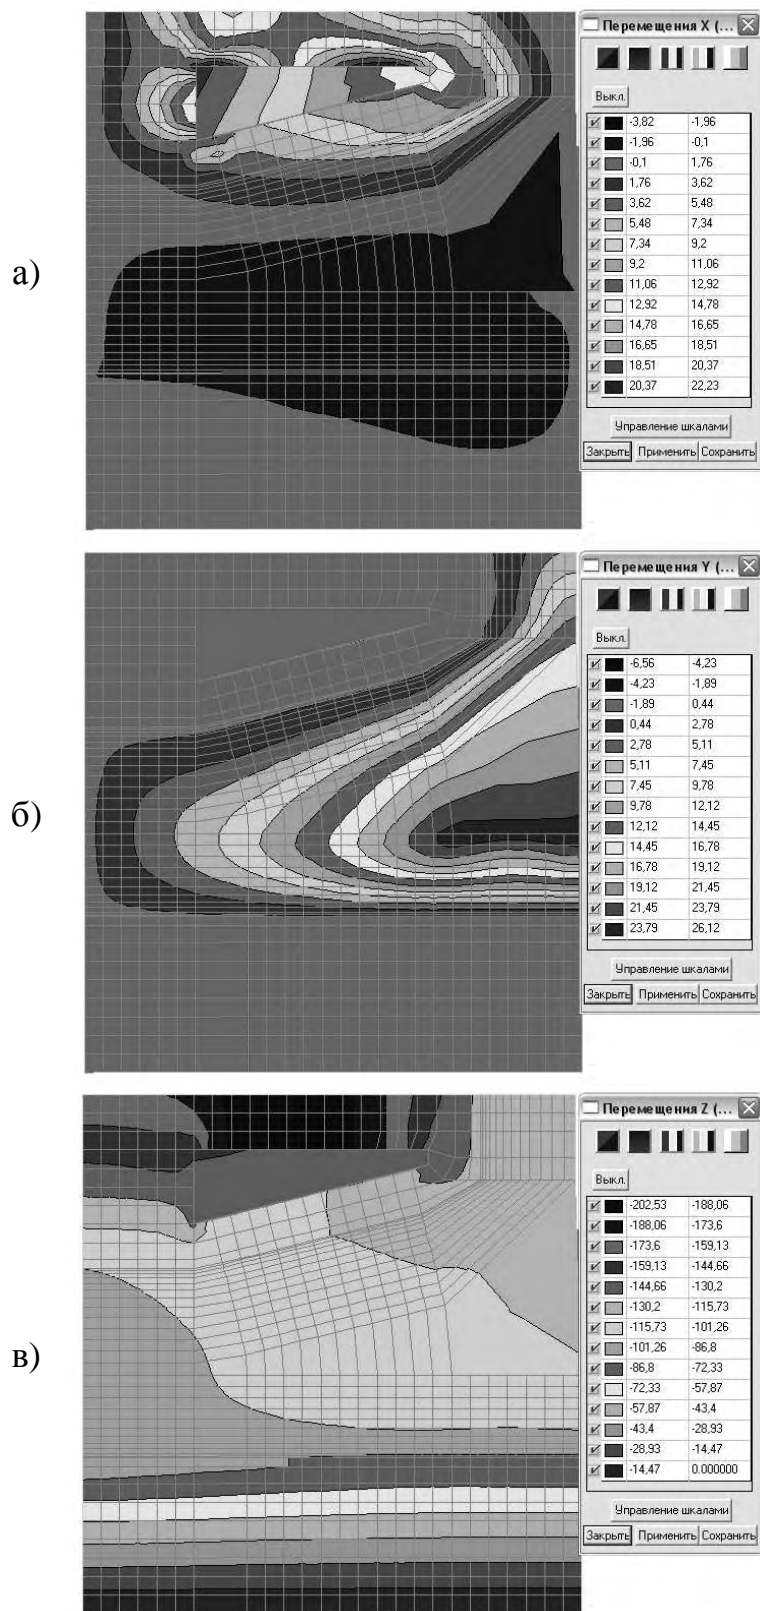 а)
Перемещения X (...
Выкл.
-3,82 -1,96
-1,96 -0,1
-0,1 1,76
1,76 3,62
3,62 5,48
5,48 7,34
7,34 9,2
9,2 11,06
11,06 12,92
12,92 14,78
14,78 16,65
16,65 18,51
18,51 20,37
20,37 22,23
Управление шкалами
Закрыть Применить Сохранить
б)
Перемещения Y (...
Выкл.
-6,56 -4,23
-4,23 -1,89
-1,89 0,44
0,44 2,78
2,78 5,11
5,11 7,45
7,45 9,78
9,78 12,12
12,12 14,45
14,45 16,78
16,78 19,12
19,12 21,45
21,45 23,79
23,79 26,12
Управление шкалами
Закрыть Применить Сохранить
в)
Перемещения Z (...
Выкл.
-202,53 -188,06
-188,06 -173,6
-173,6 -159,13
-159,13 -144,66
-144,66 -130,2
-130,2 -115,73
-115,73 -101,26
-101,26 -86,8
-86,8 -72,33
-72,33 -57,87
-57,87 -43,4
-43,4 -28,93
-28,93 -14,47
-14,47 0.000000
Управление шкалами
Закрыть Применить Сохранить